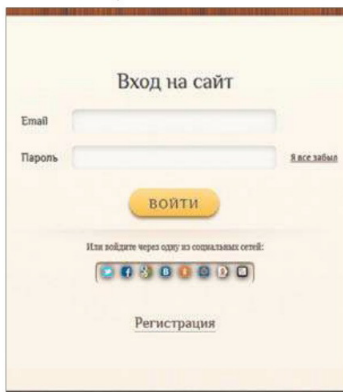 Вход на сайт
Email
Пароль
Я все забыл
ВОЙТИ
Или войдите через одну из социальных сетей:
Регистрация